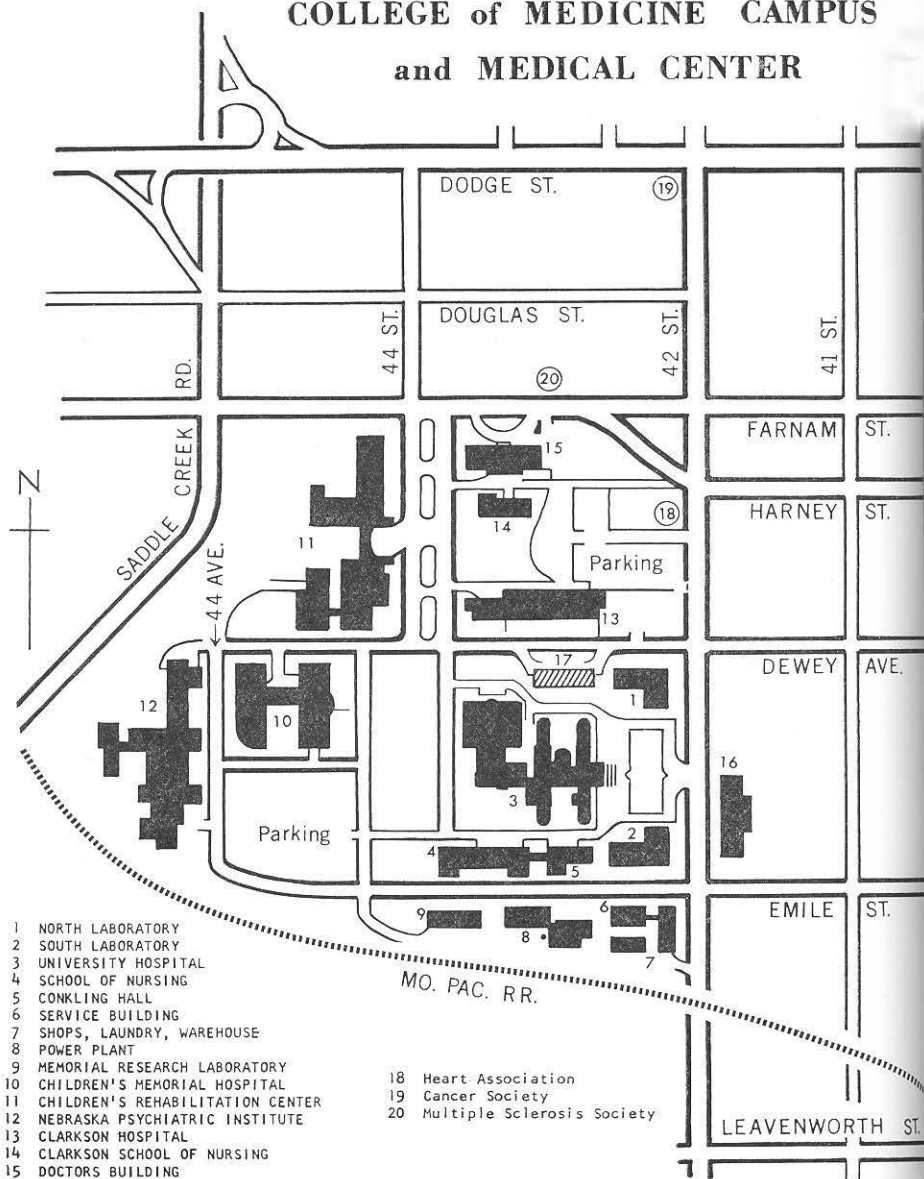 COLLEGE of MEDICINE CAMPUS
and MEDICAL CENTER
DODGE ST.
19
DOUGLAS ST.
44 ST.
42 ST.
41 ST.
20
RD.
CREEK
SADDLE
FARNAM ST.
15
N
14
18
HARNEY ST.
11
Parking
44 AVE.
13
17
DEWEY AVE.
12
10
1
16
3
Parking
4
5
2
EMILE ST.
9
8
6
7
MO. PAC. RR.
1 NORTH LABORATORY
2 SOUTH LABORATORY
3 UNIVERSITY HOSPITAL
4 SCHOOL OF NURSING
5 CONKLING HALL
6 SERVICE BUILDING
7 SHOPS, LAUNDRY, WAREHOUSE
8 POWER PLANT
9 MEMORIAL RESEARCH LABORATORY
10 CHILDREN'S MEMORIAL HOSPITAL
11 CHILDREN'S REHABILITATION CENTER
12 NEBRASKA PSYCHIATRIC INSTITUTE
13 CLARKSON HOSPITAL
14 CLARKSON SCHOOL OF NURSING
15 DOCTORS BUILDING
18 Heart Association
19 Cancer Society
20 Multiple Sclerosis Society
LEAVENWORTH ST.